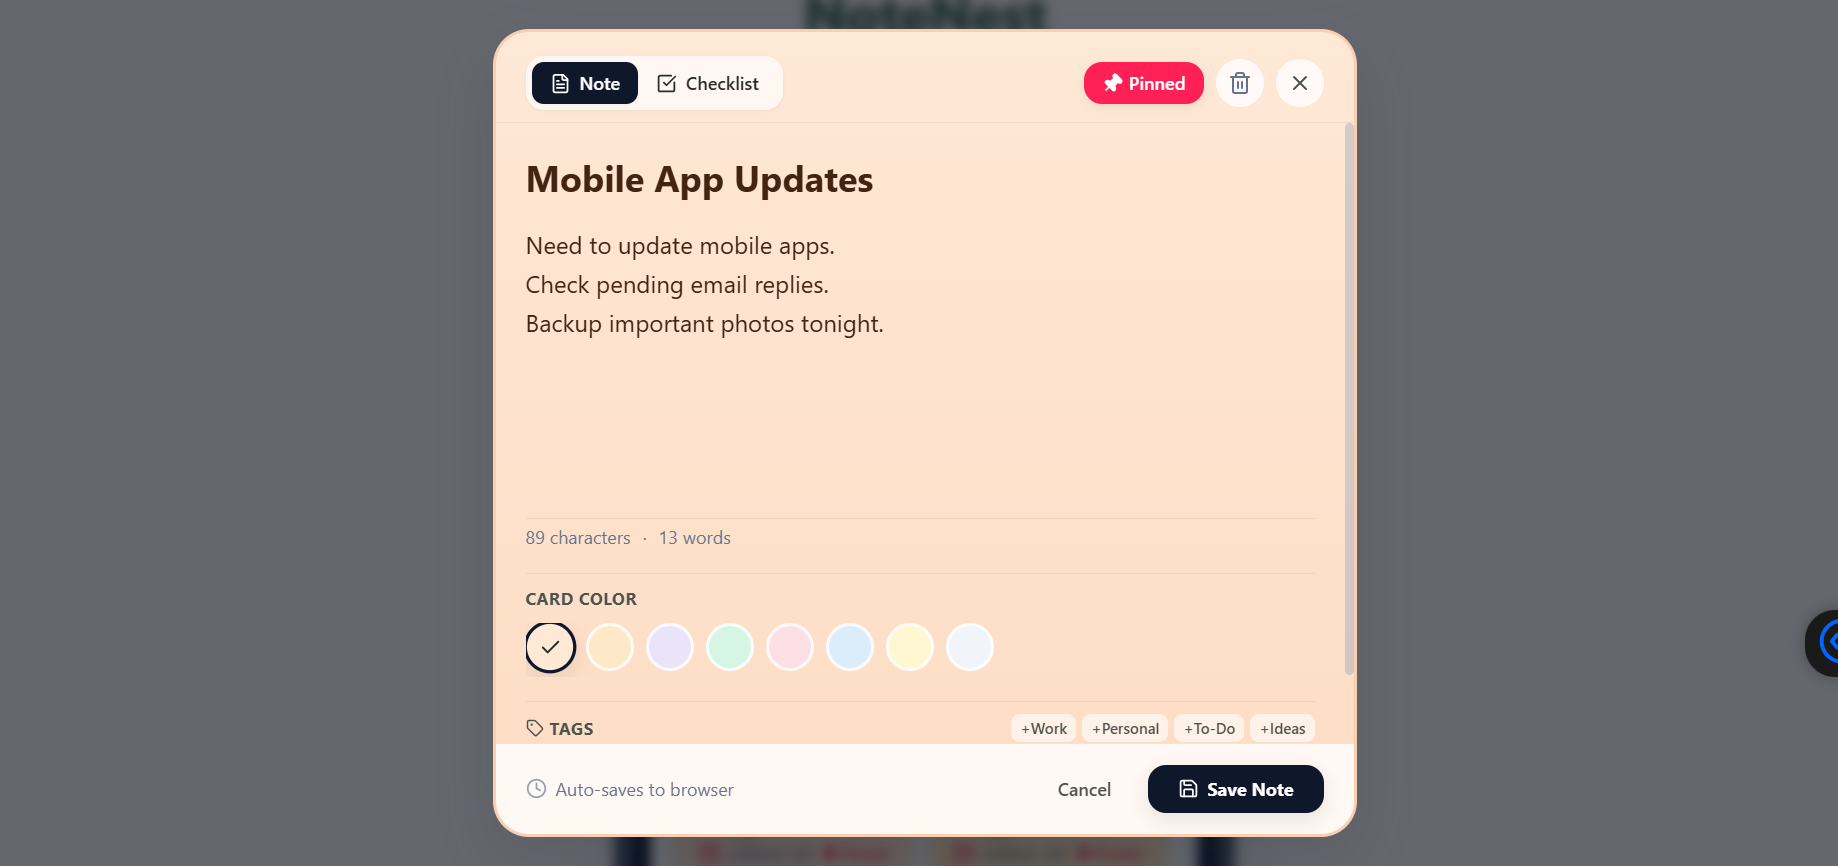 NoteNest
Note
Checklist
Pinned
Mobile App Updates
Need to update mobile apps.
Check pending email replies.
Backup important photos tonight.
89 characters · 13 words
CARD COLOR
TAGS
+Work
+Personal
+To-Do
+Ideas
Auto-saves to browser
Cancel
Save Note